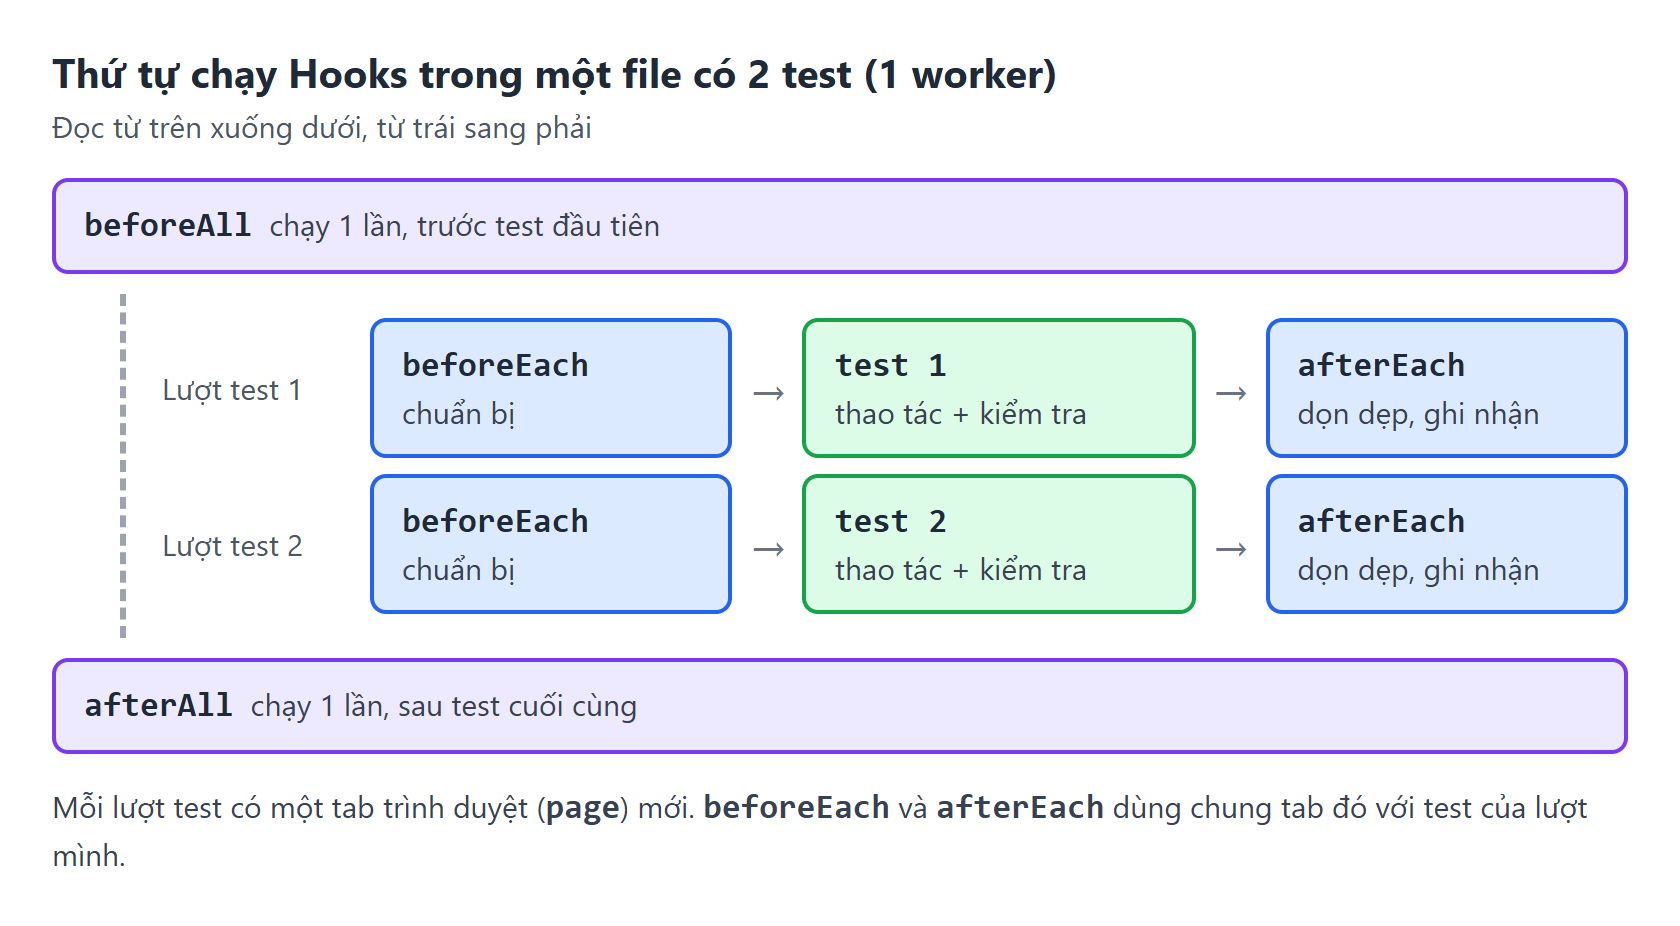 Thứ tự chạy Hooks trong một file có 2 test (1 worker)
Đọc từ trên xuống dưới, từ trái sang phải
beforeAll chạy 1 lần, trước test đầu tiên
Lượt test 1
beforeEach
chuẩn bị
→
test 1
thao tác + kiểm tra
→
afterEach
dọn dẹp, ghi nhận
Lượt test 2
beforeEach
chuẩn bị
→
test 2
thao tác + kiểm tra
→
afterEach
dọn dẹp, ghi nhận
afterAll chạy 1 lần, sau test cuối cùng
Mỗi lượt test có một tab trình duyệt (page) mới. beforeEach và afterEach dùng chung tab đó với test của lượt
mình.